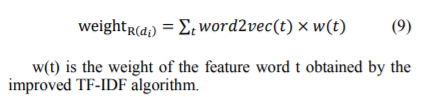 weight_R(d_i) = ∑_t word2vec(t) × w(t) (9)
w(t) is the weight of the feature word t obtained by the
improved TF-IDF algorithm.